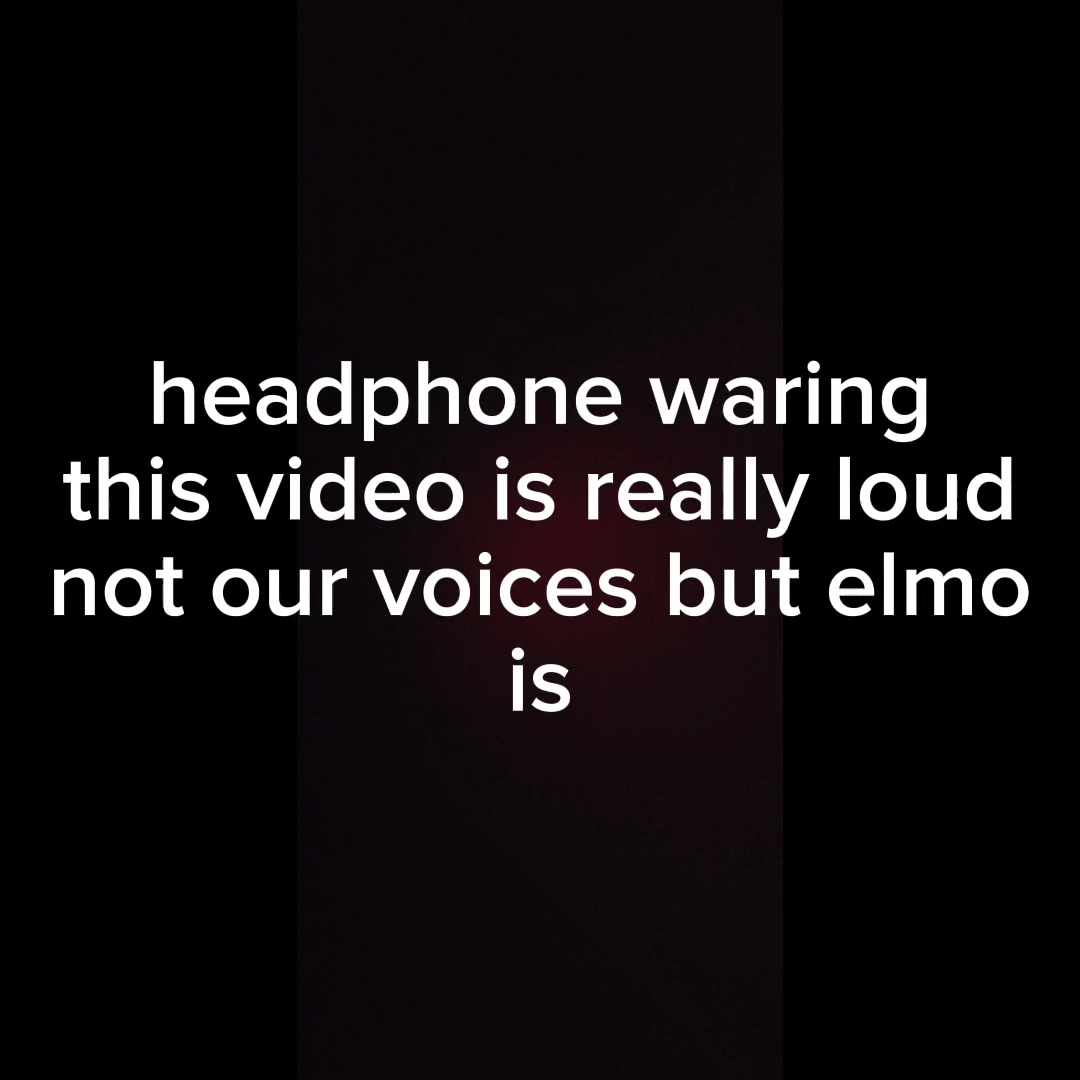 headphone waring
this video is really loud
not our voices but elmo
is